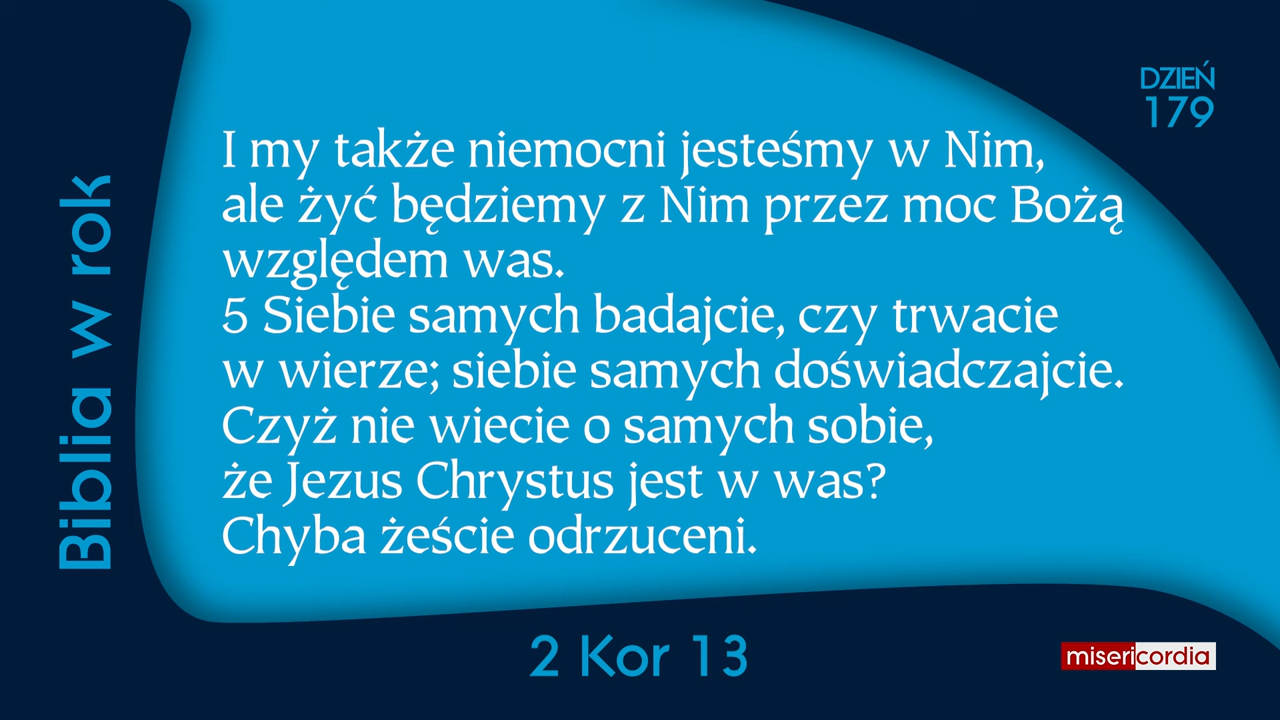 DZIEŃ
179
I my także niemocni jesteśmy w Nim,
ale żyć będziemy z Nim przez moc Bożą
względem was.
5 Siebie samych badajcie, czy trwacie
w wierze; siebie samych doświadczajcie.
Czyż nie wiecie o samych sobie,
że Jezus Chrystus jest w was?
Chyba żeście odrzuceni.
Biblia w rok
2 Kor 13
misericordia